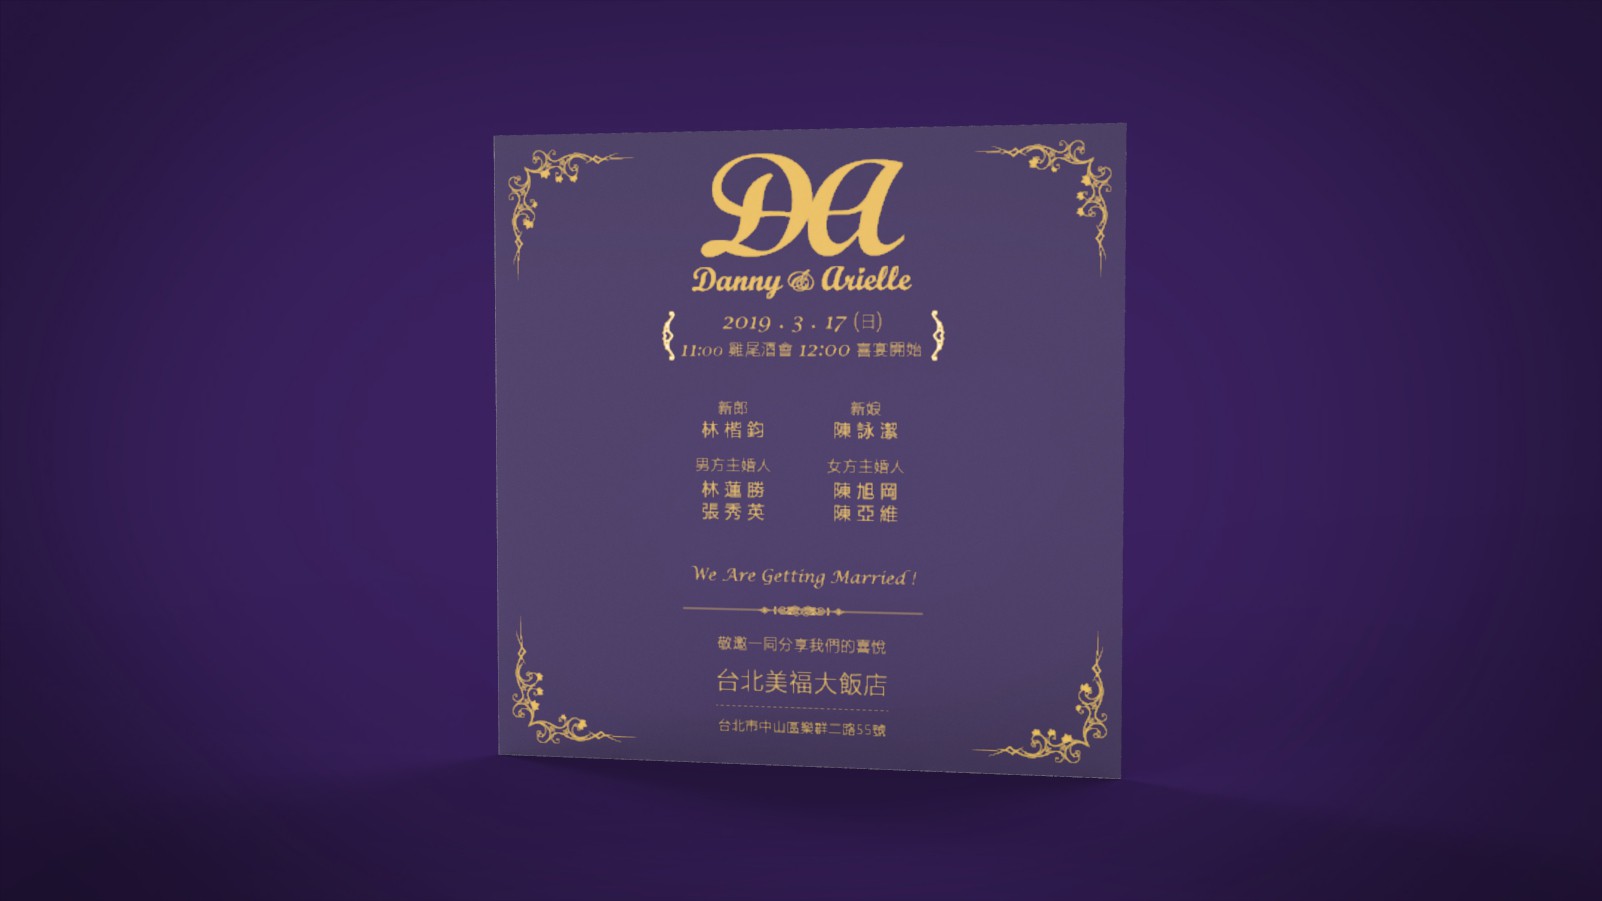 DA
Danny & Arielle
2019 . 3 . 17 (日)
11:00 雞尾酒會 12:00 喜宴開始
新郎 新娘
林楷鈞 陳詠潔
男方主婚人 女方主婚人
林蓮勝 陳旭岡
張秀英 陳亞維
We Are Getting Married !
敬邀一同分享我們的喜悅
台北美福大飯店
台北市中山區樂群二路55號